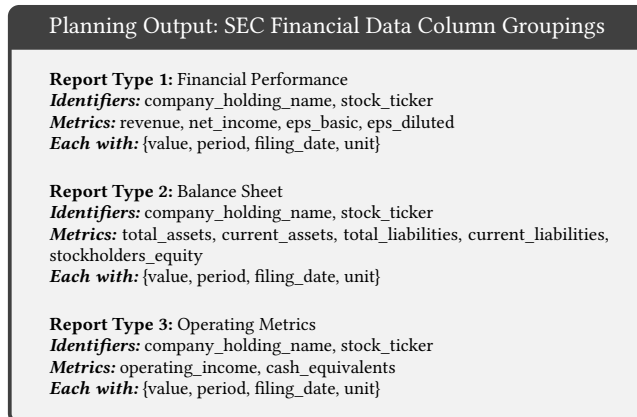 Planning Output: SEC Financial Data Column Groupings
Report Type 1: Financial Performance
Identifiers: company_holding_name, stock_ticker
Metrics: revenue, net_income, eps_basic, eps_diluted
Each with: {value, period, filing_date, unit}
Report Type 2: Balance Sheet
Identifiers: company_holding_name, stock_ticker
Metrics: total_assets, current_assets, total_liabilities, current_liabilities,
stockholders_equity
Each with: {value, period, filing_date, unit}
Report Type 3: Operating Metrics
Identifiers: company_holding_name, stock_ticker
Metrics: operating_income, cash_equivalents
Each with: {value, period, filing_date, unit}